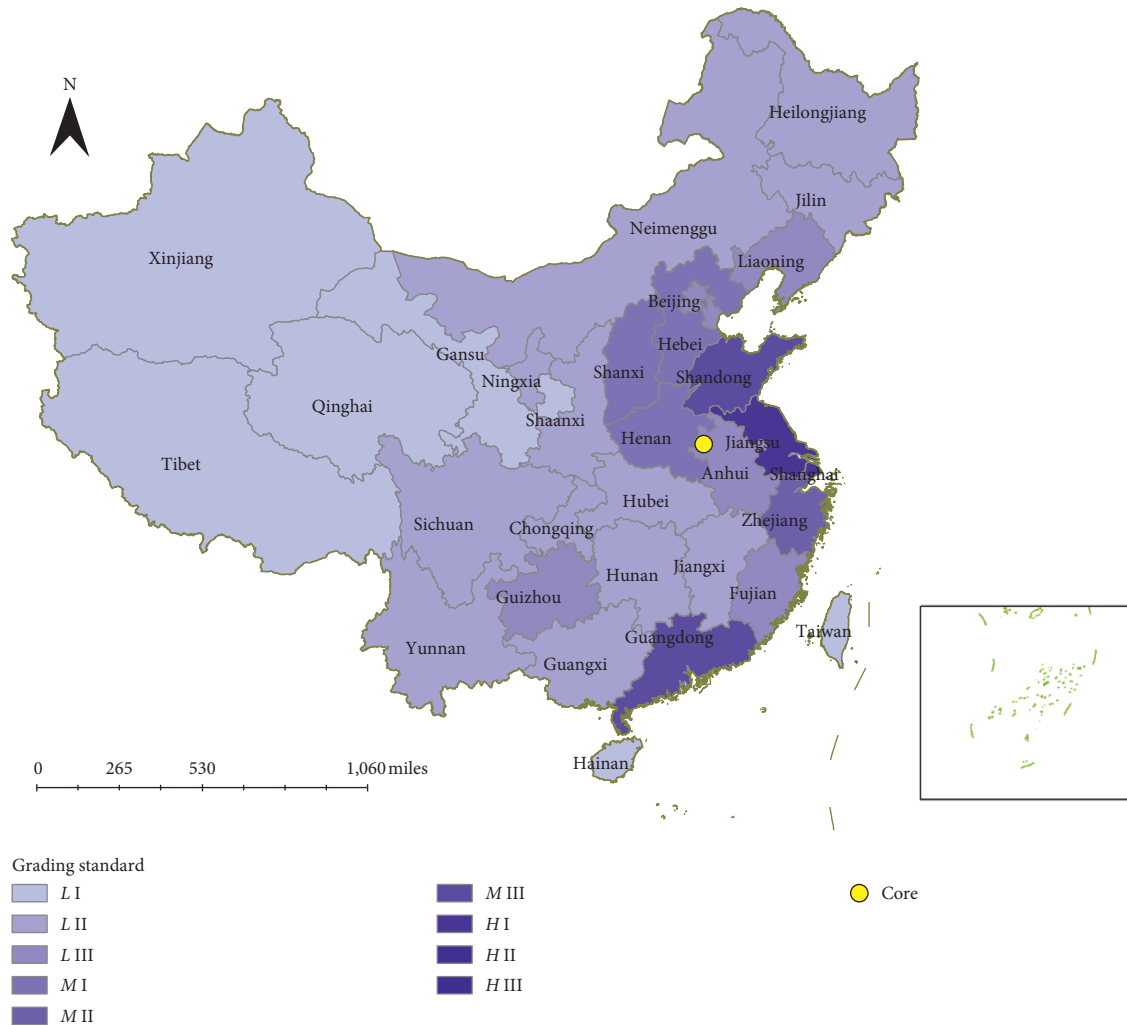 N
Heilongjiang
Jilin
Neimenggu
Xinjiang
Liaoning
Beijing
Hebei
Gansu
Shanxi
Shandong
Ningxia
Qinghai
Shaanxi
Henan
Jiangsu
Tibet
Anhui
Shanghai
Hubei
Sichuan
Chongqing
Zhejiang
Jiangxi
Hunan
Guizhou
Fujian
Guangdong
Taiwan
Yunnan
Guangxi
Hainan
0 265 530 1,060 miles
Grading standard
L I
L II
L III
M I
M II
M III
H I
H II
H III
Core